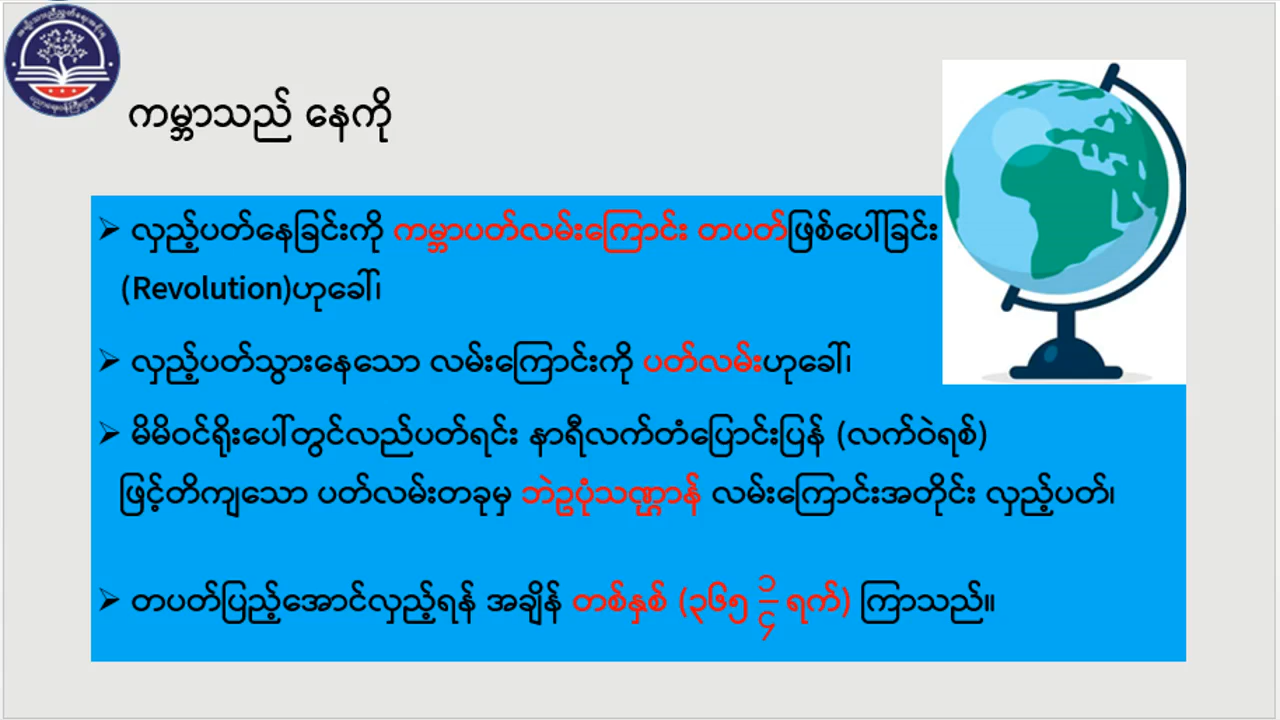 ကမ္ဘာသည် နေကို
➢ လှည့်ပတ်နေခြင်းကို ကမ္ဘာပတ်လမ်းကြောင်း တပတ်ဖြစ်ပေါ်ခြင်း
(Revolution)ဟုခေါ်၊
➢ လှည့်ပတ်သွားနေသော လမ်းကြောင်းကို ပတ်လမ်းဟုခေါ်၊
➢ မိမိဝင်ရိုးပေါ်တွင်လည်ပတ်ရင်း နာရီလက်တံပြောင်းပြန် (လက်ဝဲရစ်)
ဖြင့်တိကျသော ပတ်လမ်းတခုမှ ဘဲဥပုံသဏ္ဌာန် လမ်းကြောင်းအတိုင်း လှည့်ပတ်၊
➢ တပတ်ပြည့်အောင်လှည့်ရန် အချိန် တစ်နှစ် (၃၆၅ ၁/၄ ရက်) ကြာသည်။